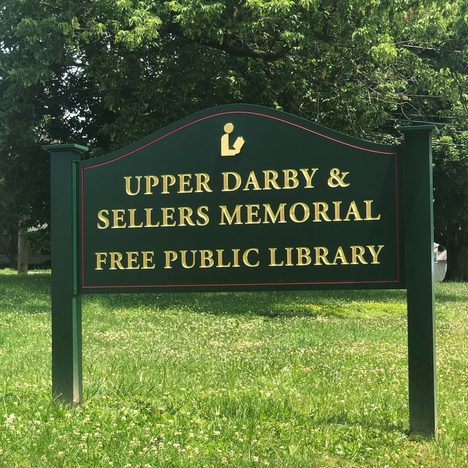 UPPER DARBY &
SELLERS MEMORIAL
FREE PUBLIC LIBRARY